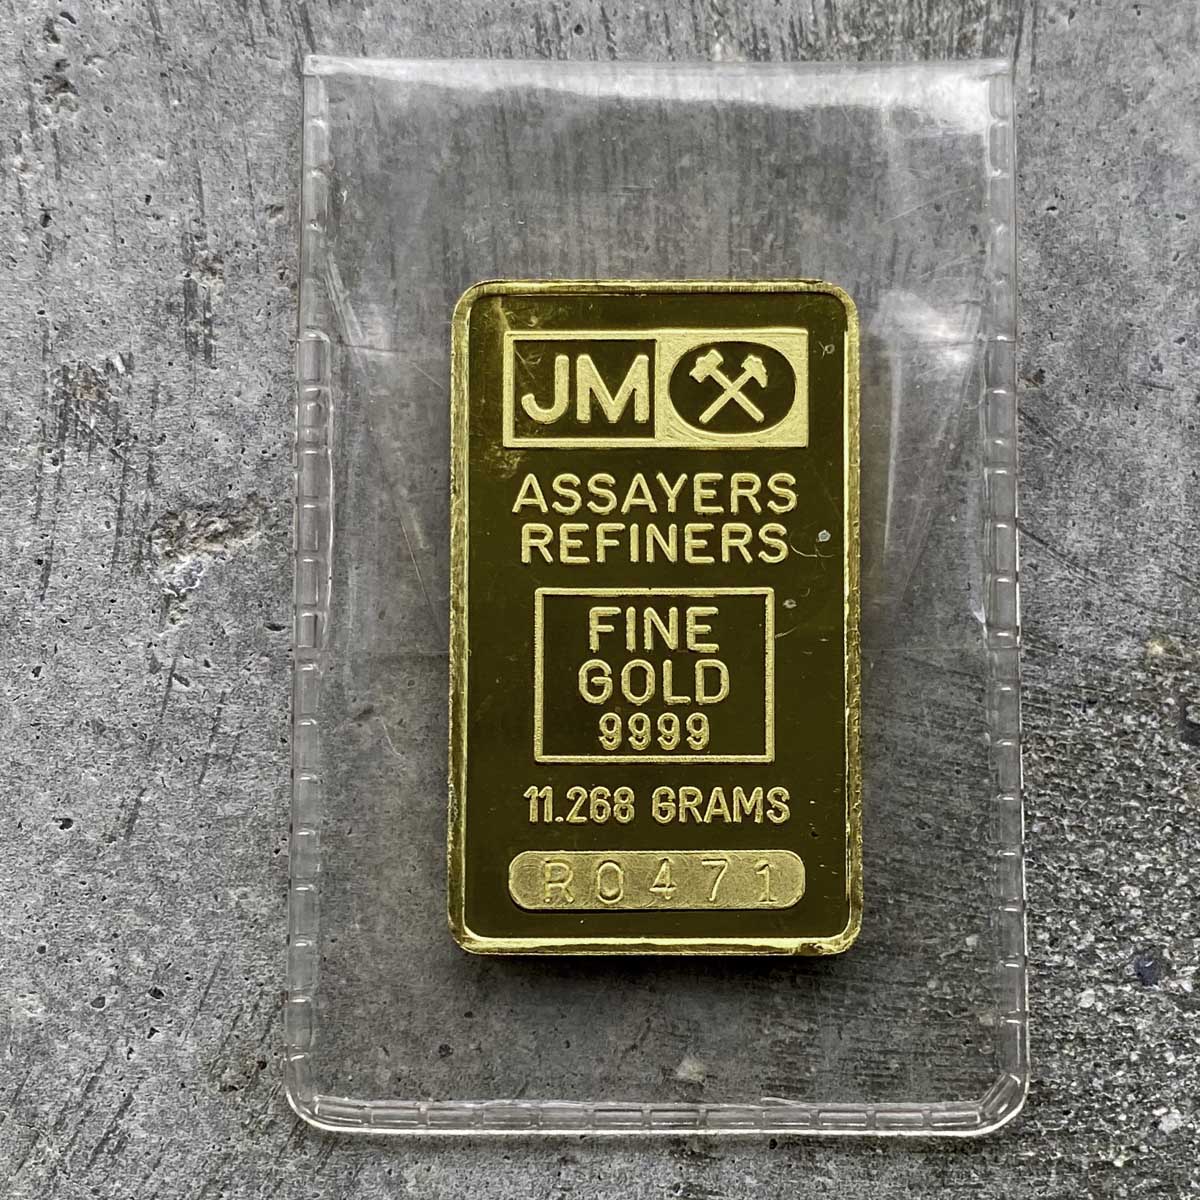 JM
ASSAYERS
REFINERS
FINE
GOLD
9999
11.268 GRAMS
R0471